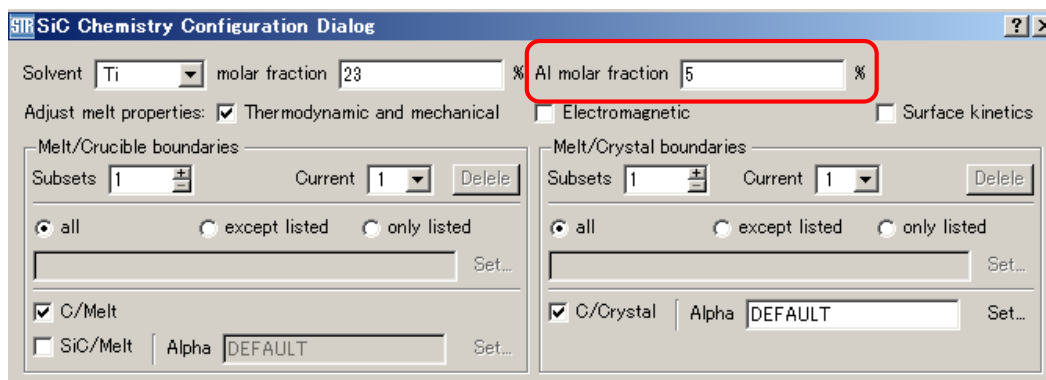 STR SiC Chemistry Configuration Dialog ? ×
Solvent Ti molar fraction 23 % Al molar fraction 5 %
Adjust melt properties: Thermodynamic and mechanical Electromagnetic Surface kinetics
Melt/Crucible boundaries Melt/Crystal boundaries
Subsets 1 Current 1 Delele Subsets 1 Current 1 Delele
all except listed only listed all except listed only listed
Set... Set...
C/Melt C/Crystal Alpha DEFAULT Set...
SiC/Melt Alpha DEFAULT Set...